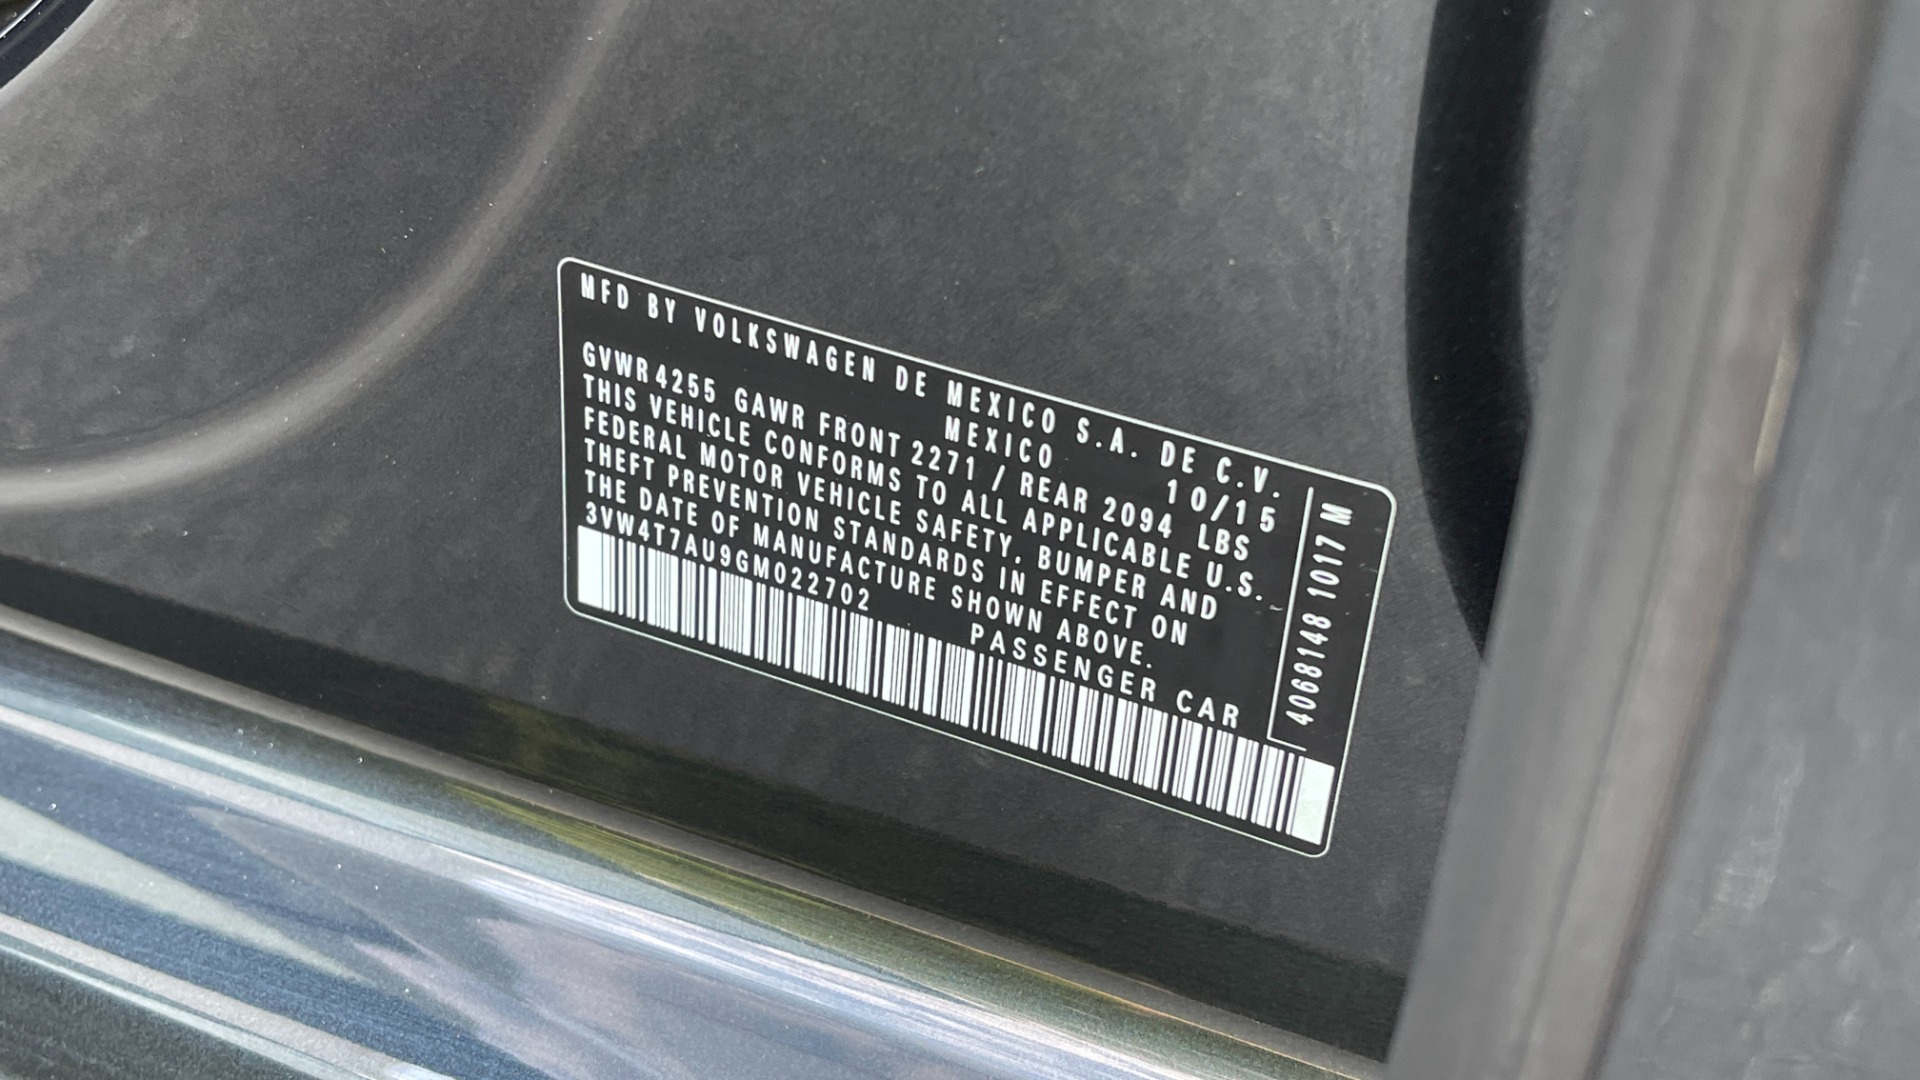 MFD BY VOLKSWAGEN DE MEXICO S.A. DE C.V.
MEXICO 10/15
GVWR 4255 GAWR FRONT 2271 / REAR 2094 LBS
THIS VEHICLE CONFORMS TO ALL APPLICABLE U.S.
FEDERAL MOTOR VEHICLE SAFETY, BUMPER AND
THEFT PREVENTION STANDARDS IN EFFECT ON
THE DATE OF MANUFACTURE SHOWN ABOVE.
3VW4T7AU9GM022702 PASSENGER CAR
4068148 1017 M